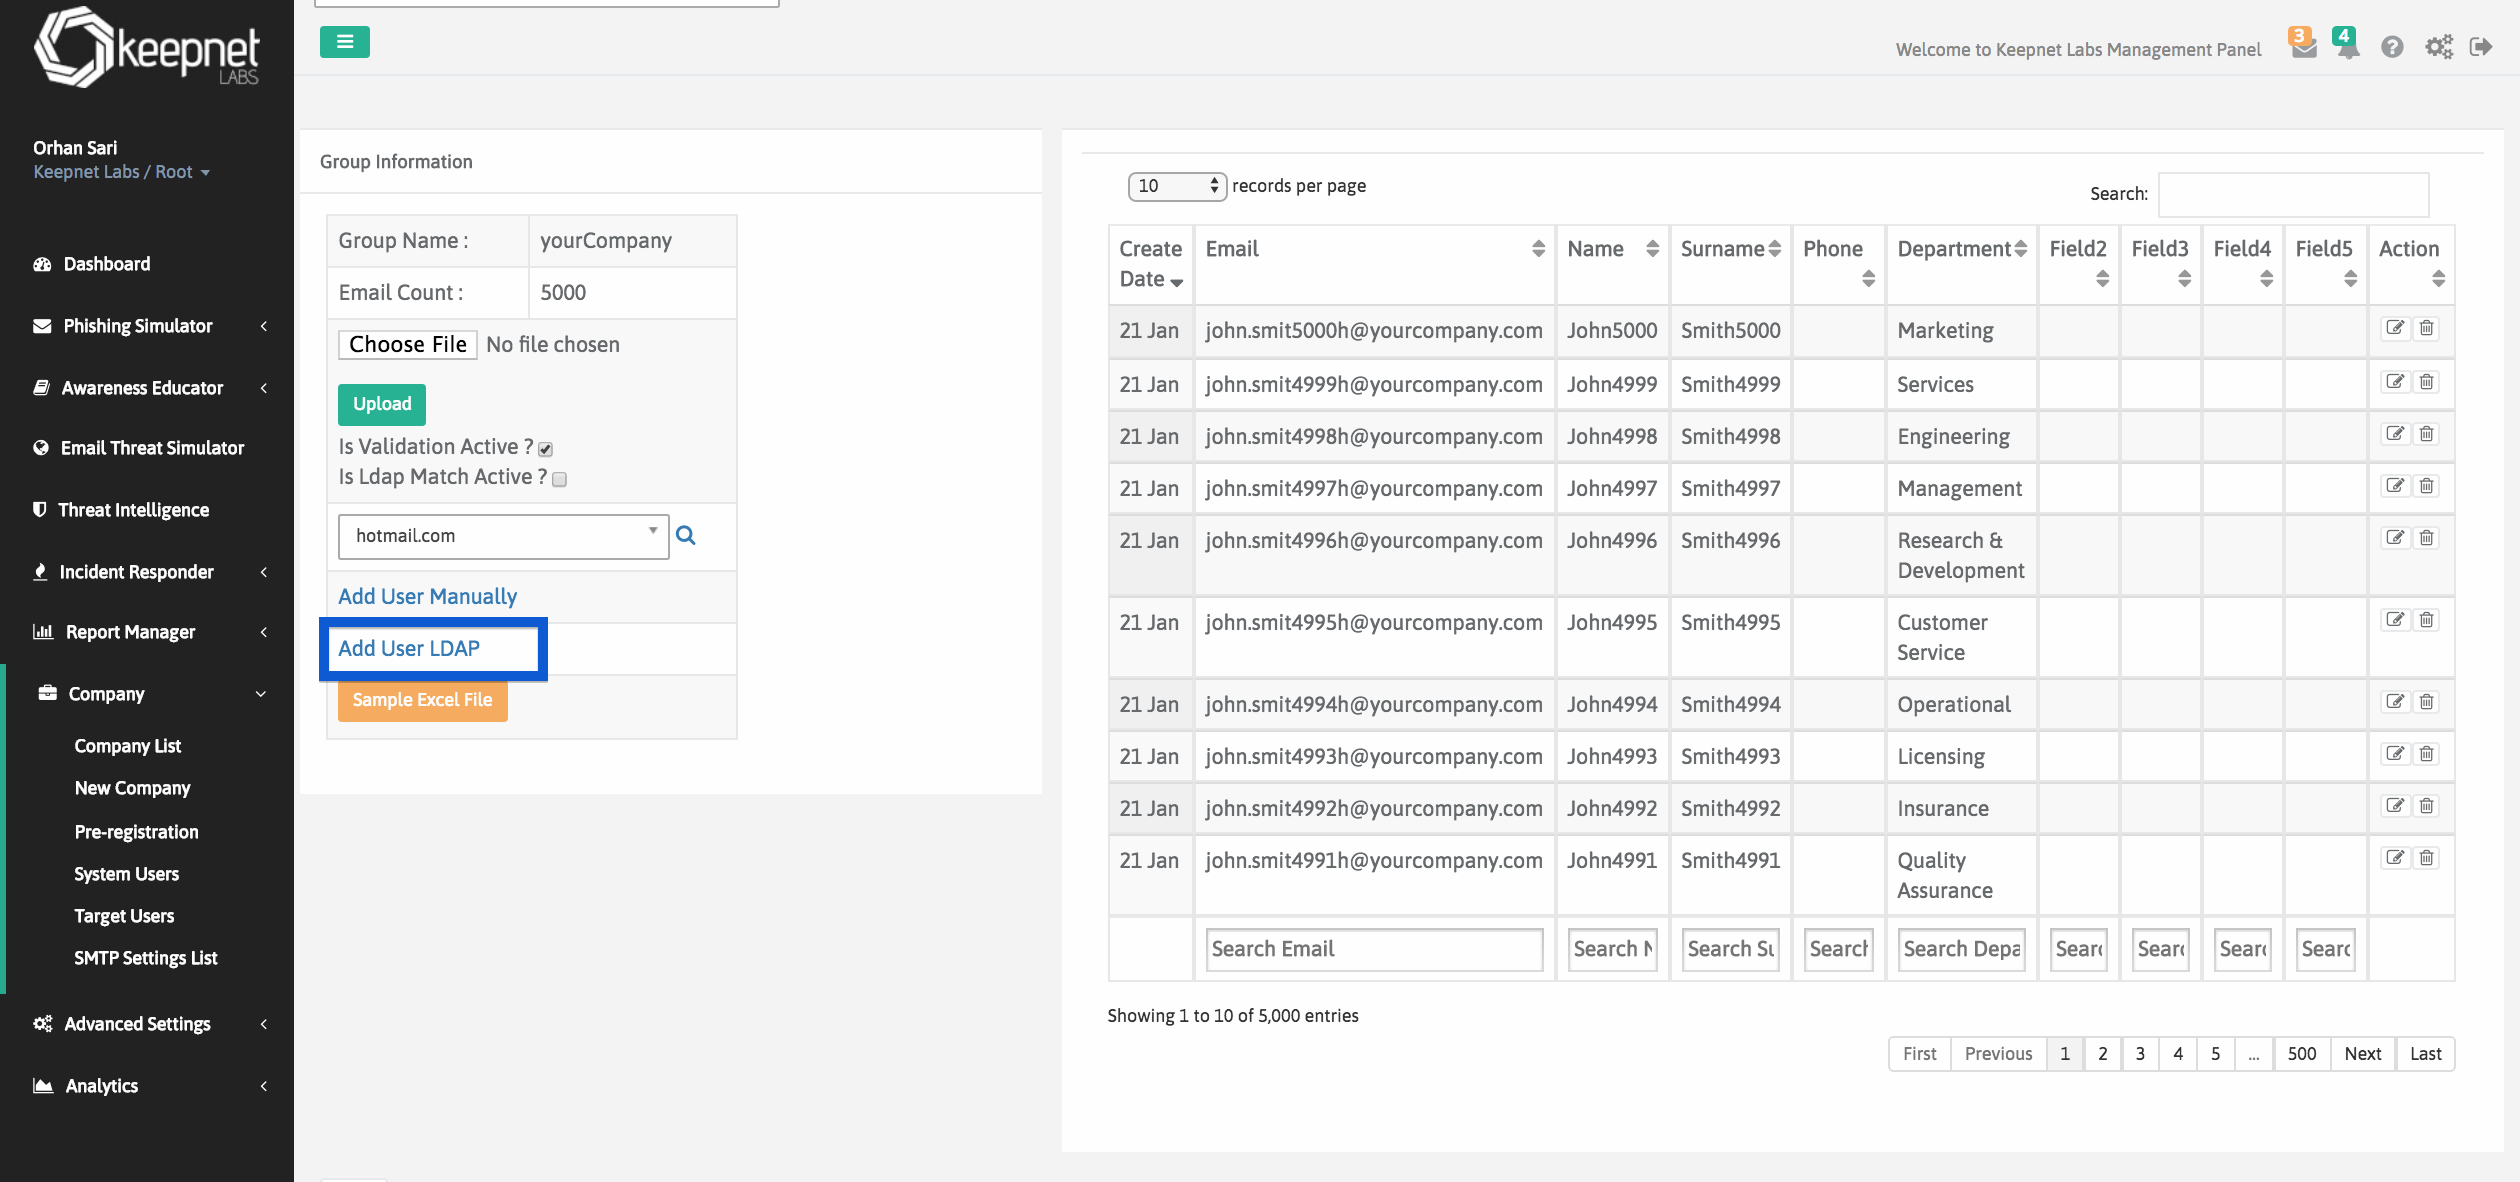 keepnet
LABS
Orhan Sari
Keepnet Labs / Root
Dashboard
Phishing Simulator
Awareness Educator
Email Threat Simulator
Threat Intelligence
Incident Responder
Report Manager
Company
Company List
New Company
Pre-registration
System Users
Target Users
SMTP Settings List
Advanced Settings
Analytics
Welcome to Keepnet Labs Management Panel
3
4
Group Information
Group Name : yourCompany
Email Count : 5000
Choose File No file chosen
Upload
Is Validation Active ?
Is Ldap Match Active ?
hotmail.com
Add User Manually
Add User LDAP
Sample Excel File
10 records per page
Search:
Create Date Email Name Surname Phone Department Field2 Field3 Field4 Field5 Action
21 Jan john.smit5000h@yourcompany.com John5000 Smith5000 Marketing
21 Jan john.smit4999h@yourcompany.com John4999 Smith4999 Services
21 Jan john.smit4998h@yourcompany.com John4998 Smith4998 Engineering
21 Jan john.smit4997h@yourcompany.com John4997 Smith4997 Management
21 Jan john.smit4996h@yourcompany.com John4996 Smith4996 Research & Development
21 Jan john.smit4995h@yourcompany.com John4995 Smith4995 Customer Service
21 Jan john.smit4994h@yourcompany.com John4994 Smith4994 Operational
21 Jan john.smit4993h@yourcompany.com John4993 Smith4993 Licensing
21 Jan john.smit4992h@yourcompany.com John4992 Smith4992 Insurance
21 Jan john.smit4991h@yourcompany.com John4991 Smith4991 Quality Assurance
Search Email Search N Search Su Search Search Depa Searc Searc Searc Searc
Showing 1 to 10 of 5,000 entries
First Previous 1 2 3 4 5 ... 500 Next Last